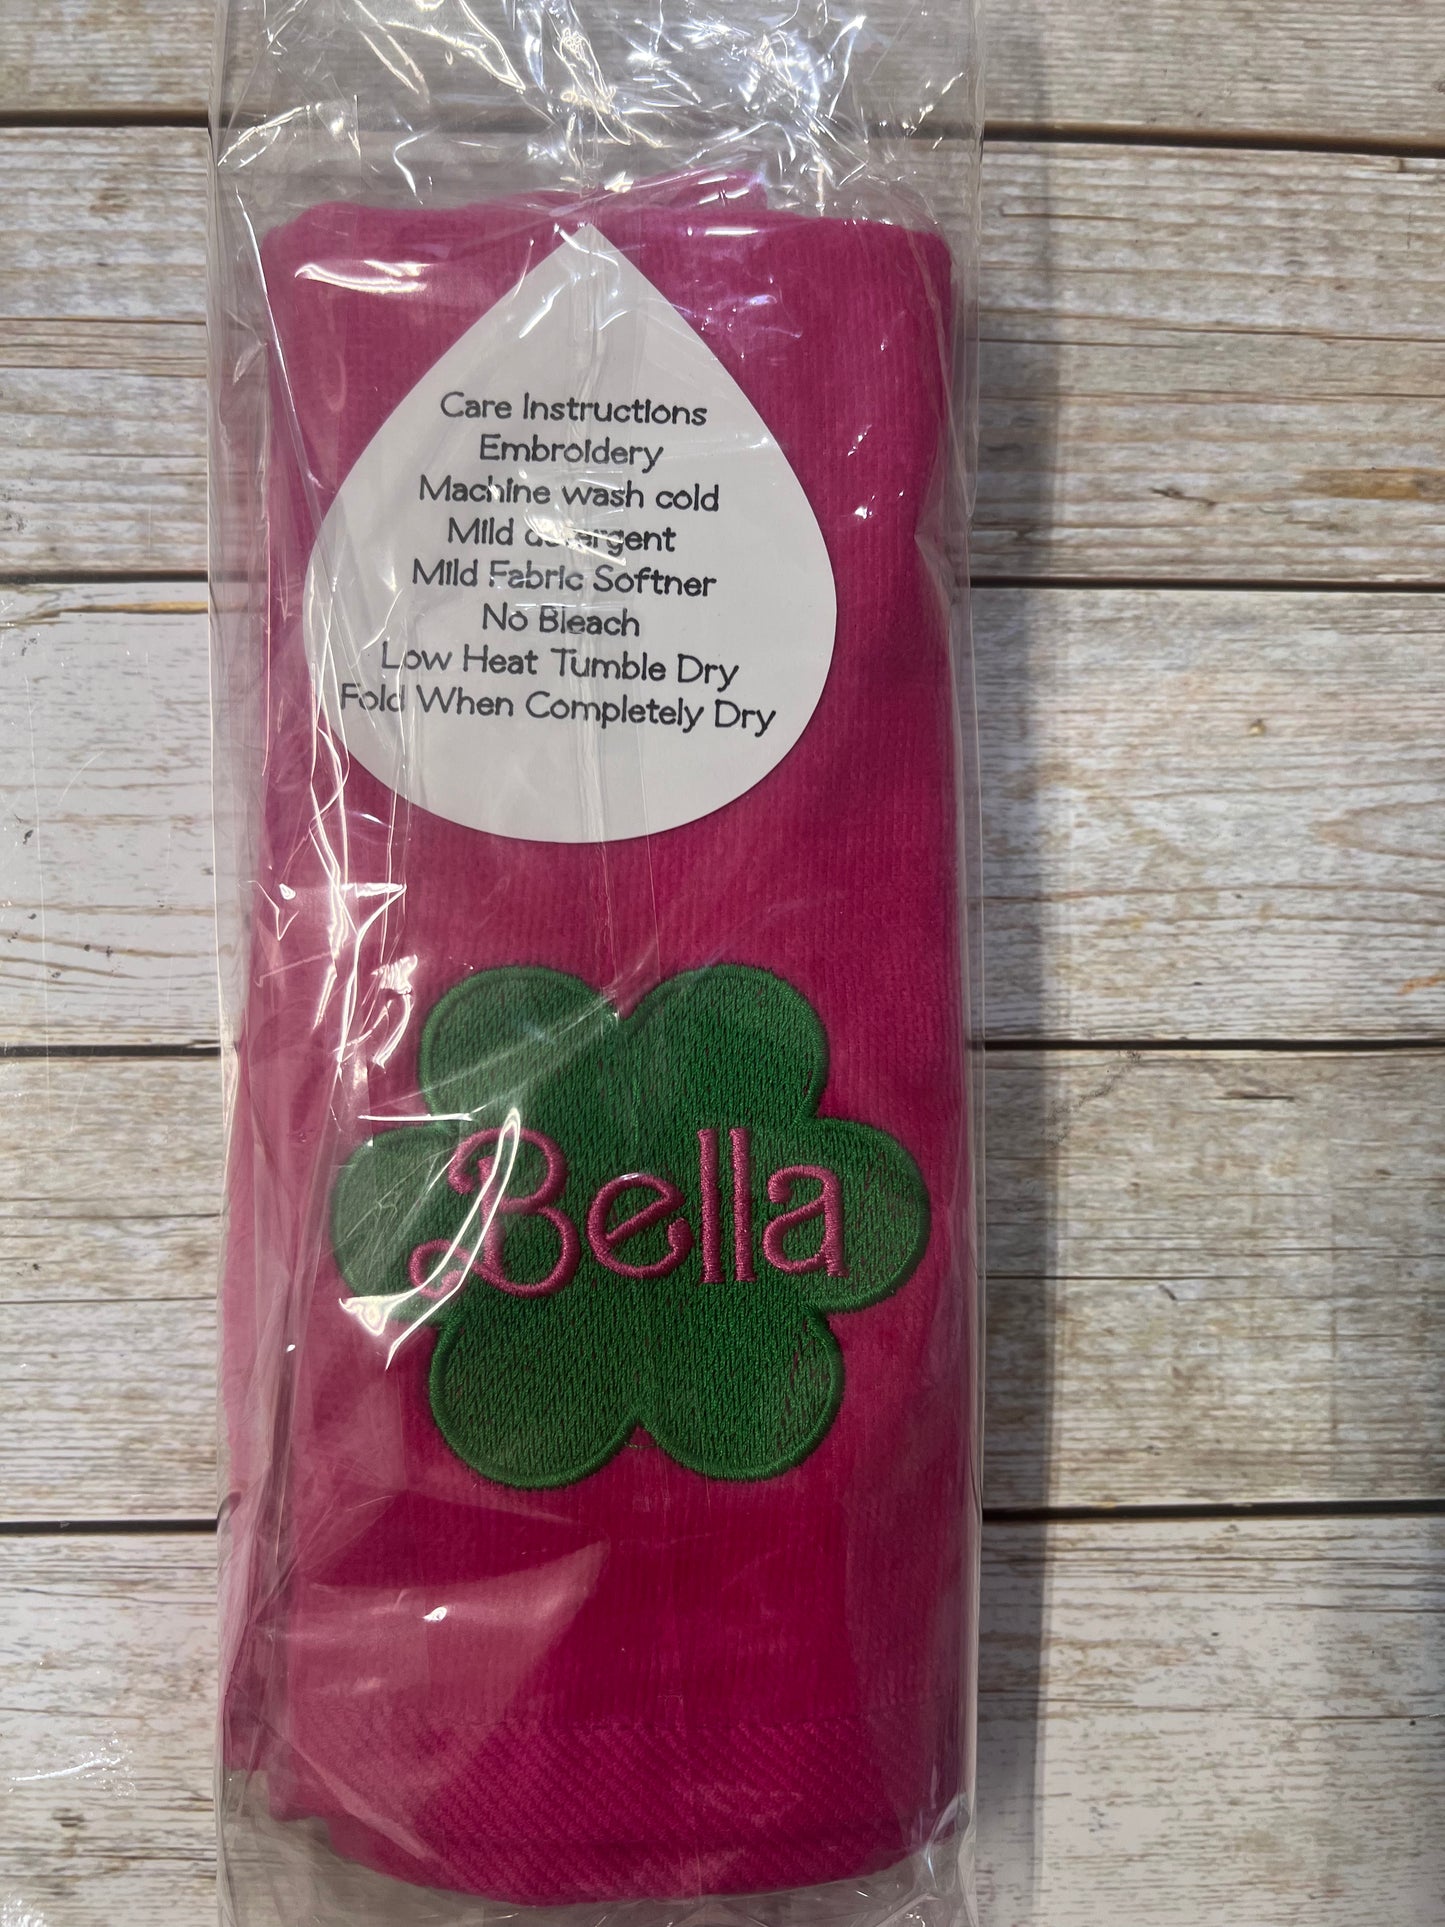 Care Instructions
Embroidery
Machine wash cold
Mild detergent
Mild Fabric Softner
No Bleach
Low Heat Tumble Dry
Fold When Completely Dry
Bella